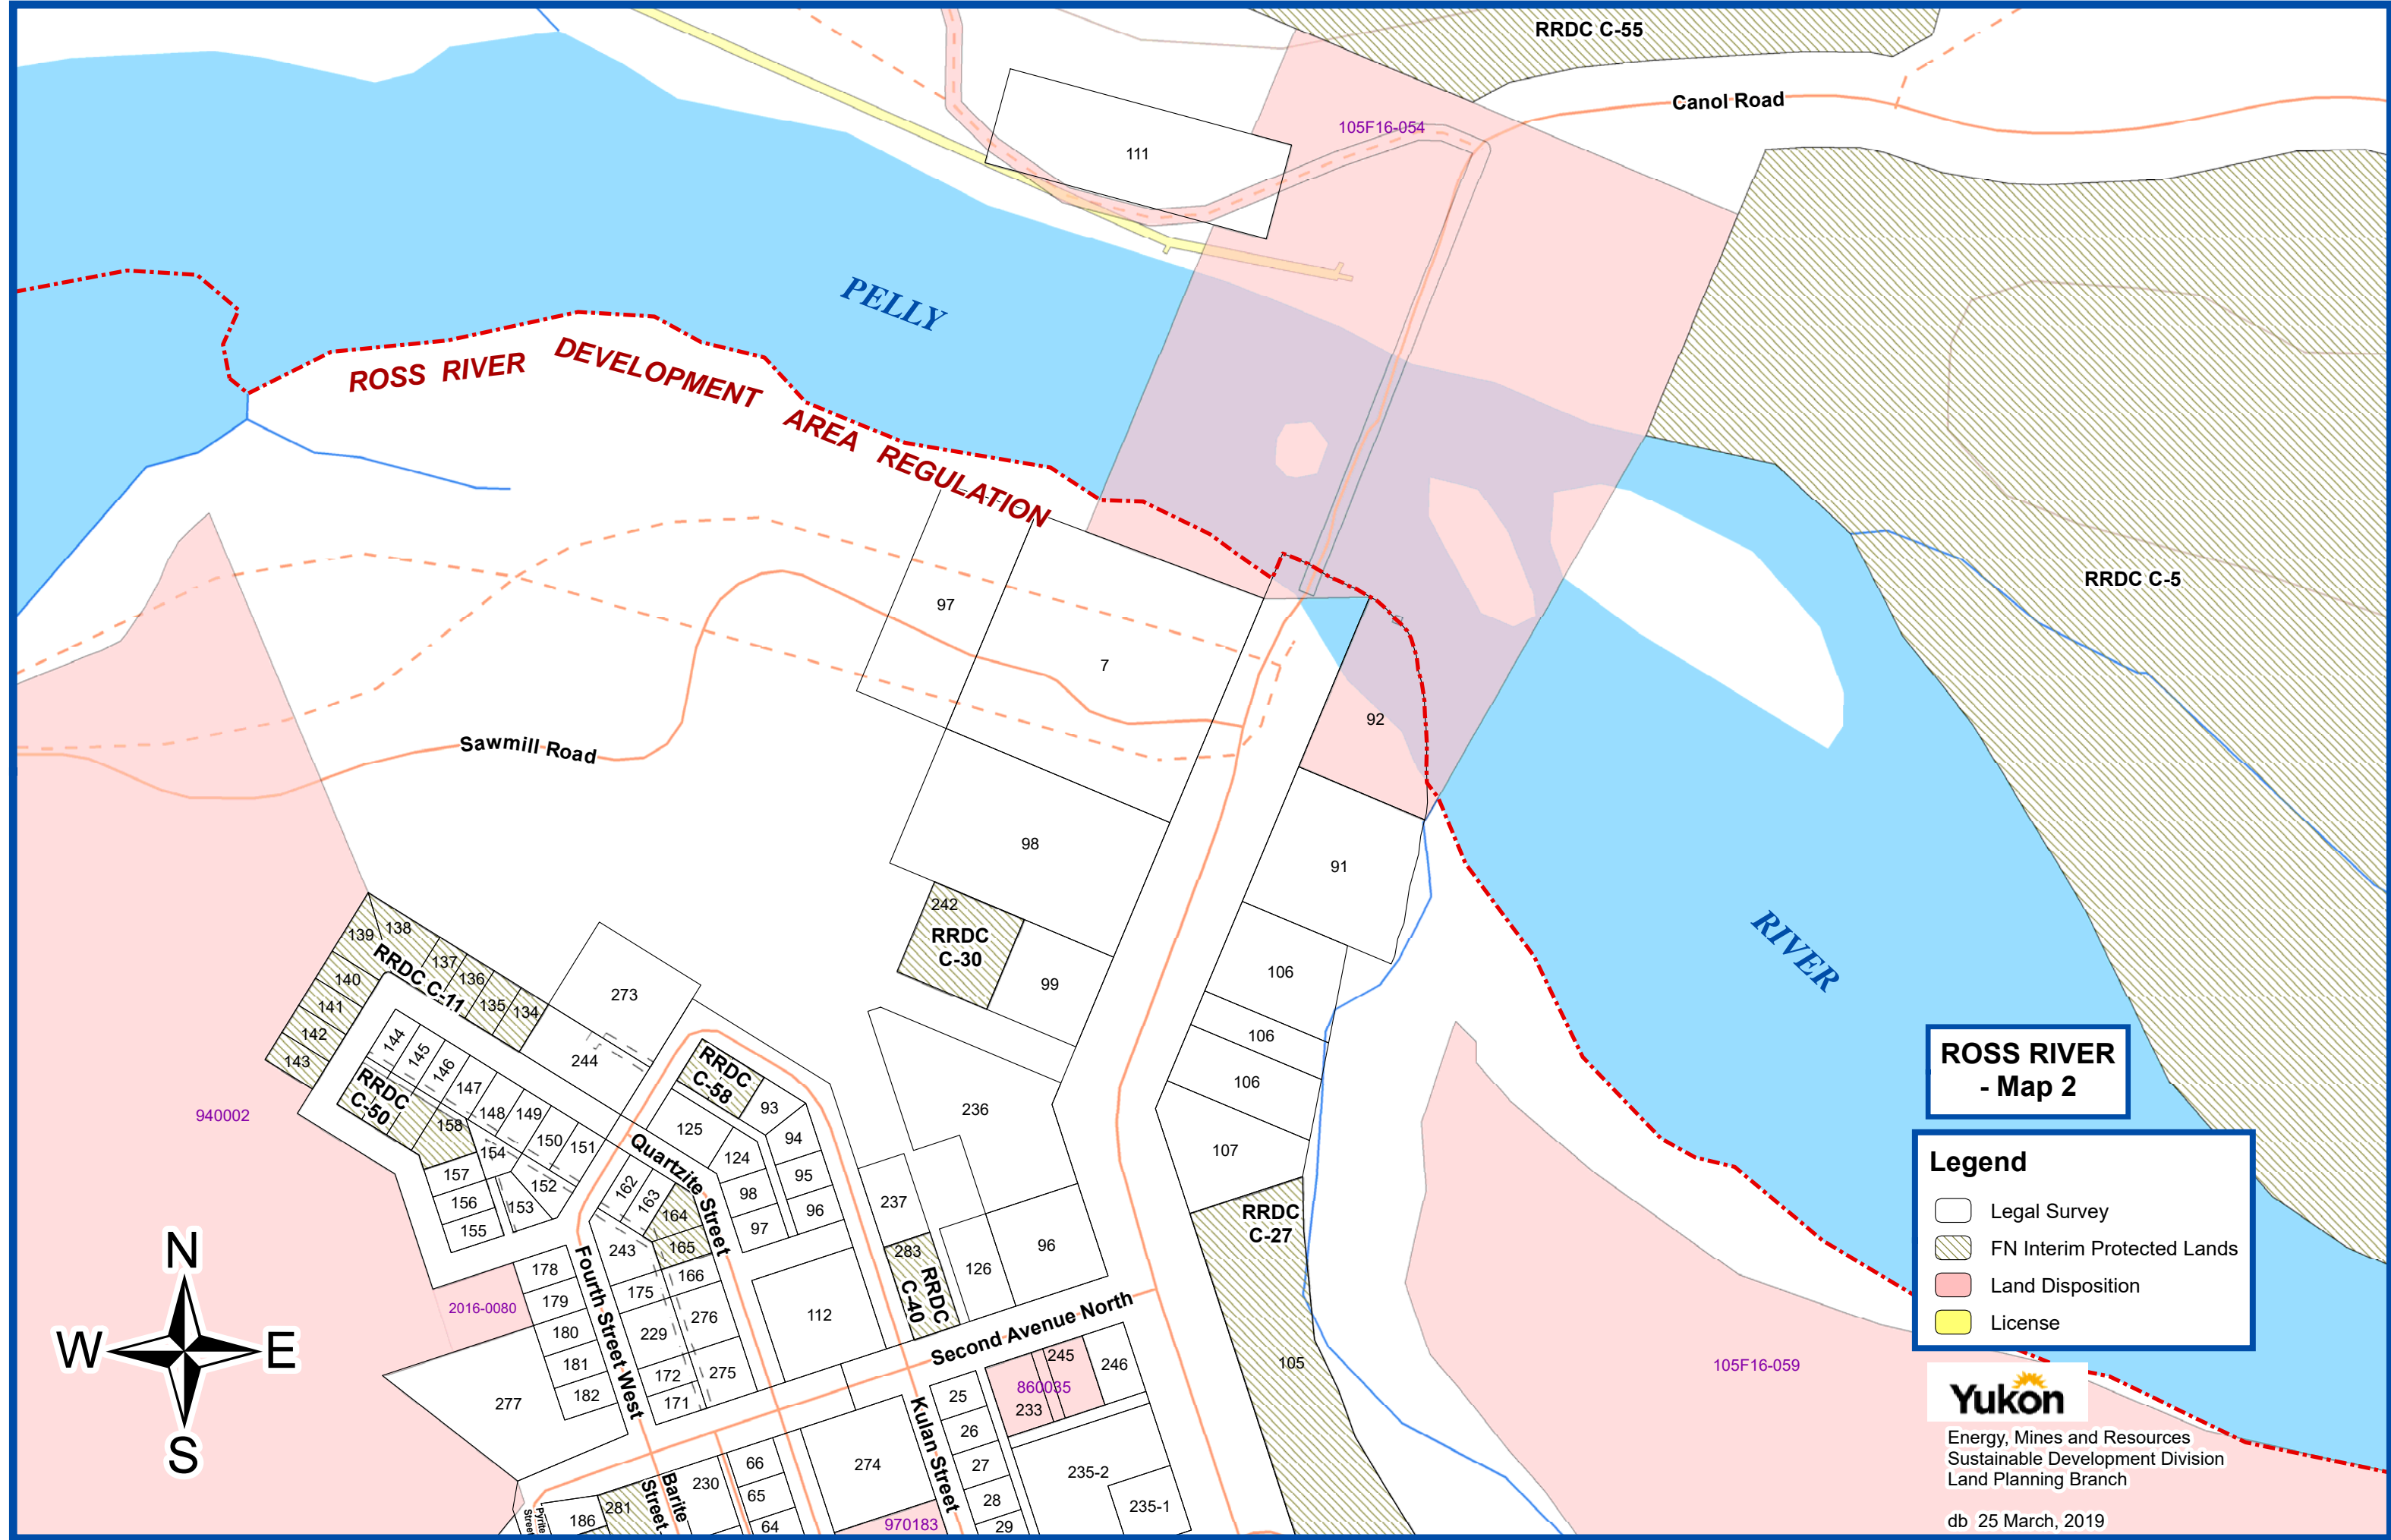 RRDC C-55
Canol Road
105F16-054
111
PELLY
ROSS RIVER DEVELOPMENT AREA REGULATION
RRDC C-5
97
7
92
Sawmill Road
98
91
242
RRDC
C-30
99
106
106
106
107
RIVER
139
138
137
136
135
134
RRDC C-11
140
141
142
143
273
244
144
145
146
147
148
149
150
151
RRDC
C-50
158
154
157
156
155
153
152
RRDC
C-58
93
94
95
96
125
124
98
97
Quartzite Street
162
163
164
165
243
166
175
276
229
172
171
275
112
236
237
283
RRDC
C-40
126
96
RRDC
C-27
105
940002
2016-0080
178
179
180
181
182
277
Fourth Street West
Second Avenue North
245
860035
233
246
25
26
27
28
29
Kulan Street
235-2
235-1
274
970183
66
65
64
230
Barite
Street
281
186
Pyrite
Street
105F16-059
N
W
E
S
ROSS RIVER
- Map 2
Legend
Legal Survey
FN Interim Protected Lands
Land Disposition
License
Yukon
Energy, Mines and Resources
Sustainable Development Division
Land Planning Branch
db 25 March, 2019